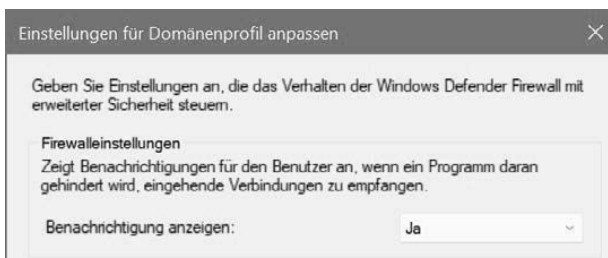 Einstellungen für Domänenprofil anpassen
Geben Sie Einstellungen an, die das Verhalten der Windows Defender Firewall mit
erweiterter Sicherheit steuern.
Firewalleinstellungen
Zeigt Benachrichtigungen für den Benutzer an, wenn ein Programm daran
gehindert wird, eingehende Verbindungen zu empfangen.
Benachrichtigung anzeigen: Ja